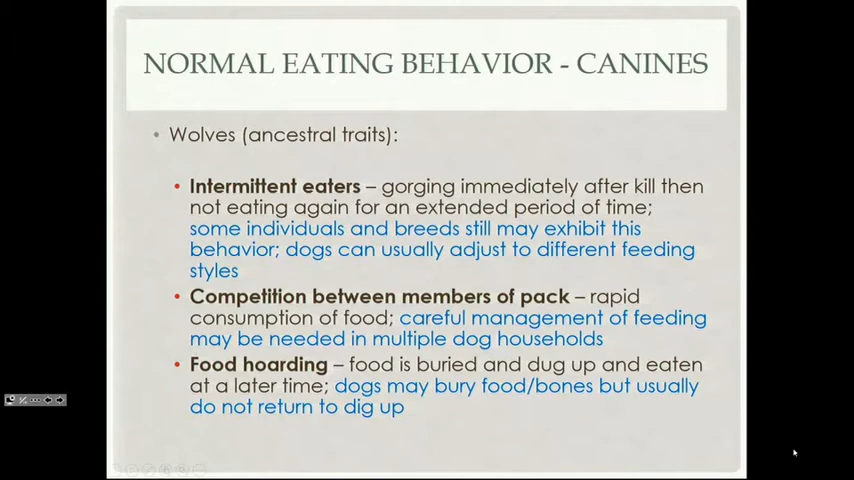 NORMAL EATING BEHAVIOR - CANINES
• Wolves (ancestral traits):
• Intermittent eaters – gorging immediately after kill then
not eating again for an extended period of time;
some individuals and breeds still may exhibit this
behavior; dogs can usually adjust to different feeding
styles
• Competition between members of pack – rapid
consumption of food; careful management of feeding
may be needed in multiple dog households
• Food hoarding – food is buried and dug up and eaten
at a later time; dogs may bury food/bones but usually
do not return to dig up